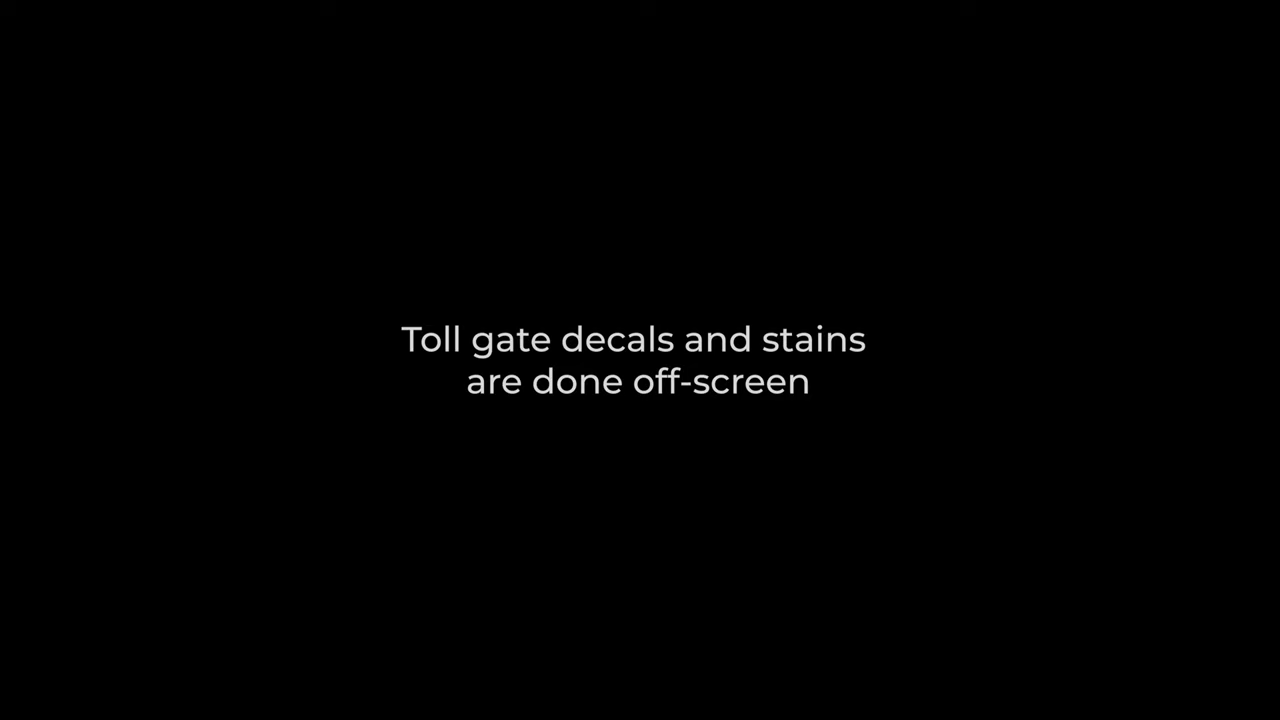 Toll gate decals and stains
are done off-screen